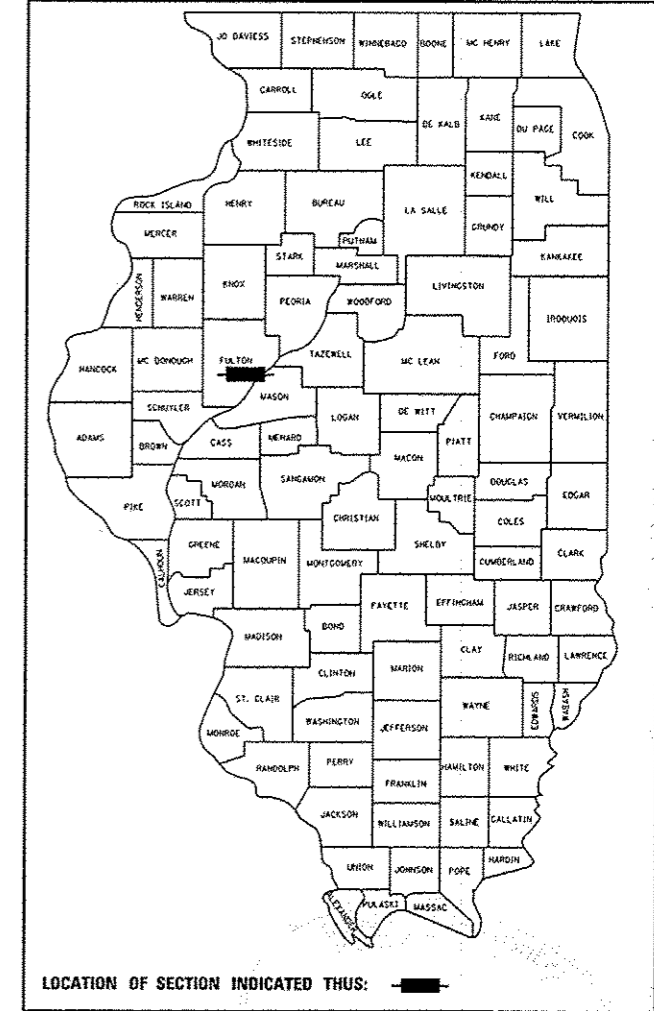 JO DAVIESS STEPHENSON WINNEBAGO BOONE MC HENRY LAKE
CARROLL OGLE DE KALB KANE DU PAGE COOK
WHITESIDE LEE
KENDALL
ROCK ISLAND HENRY BUREAU LA SALLE WILL
MERCER GRUNDY
PUTNAM
STARK MARSHALL KANKAKEE
HENDERSON WARREN KNOX PEORIA WOODFORD LIVINGSTON
IROQUOIS
HANCOCK MC DONOUGH FULTON TAZEWELL MC LEAN FORD
MASON
SCHUYLER LOGAN DE WITT CHAMPAIGN VERMILION
ADAMS BROWN CASS MENARD PIATT
MACON
PIKE SCOTT MORGAN SANGAMON MOULTRIE DOUGLAS EDGAR
CHRISTIAN COLES
GREENE MACOUPIN MONTGOMERY SHELBY CUMBERLAND CLARK
CALHOUN JERSEY FAYETTE EFFINGHAM JASPER CRAWFORD
MADISON BOND CLAY RICHLAND LAWRENCE
CLINTON MARION
ST. CLAIR WAYNE EDWARDS WABASH
MONROE WASHINGTON JEFFERSON
RANDOLPH PERRY HAMILTON WHITE
FRANKLIN
JACKSON WILLIAMSON SALINE GALLATIN
UNION JOHNSON POPE HARDIN
ALEXANDER PULASKI MASSAC
LOCATION OF SECTION INDICATED THUS: